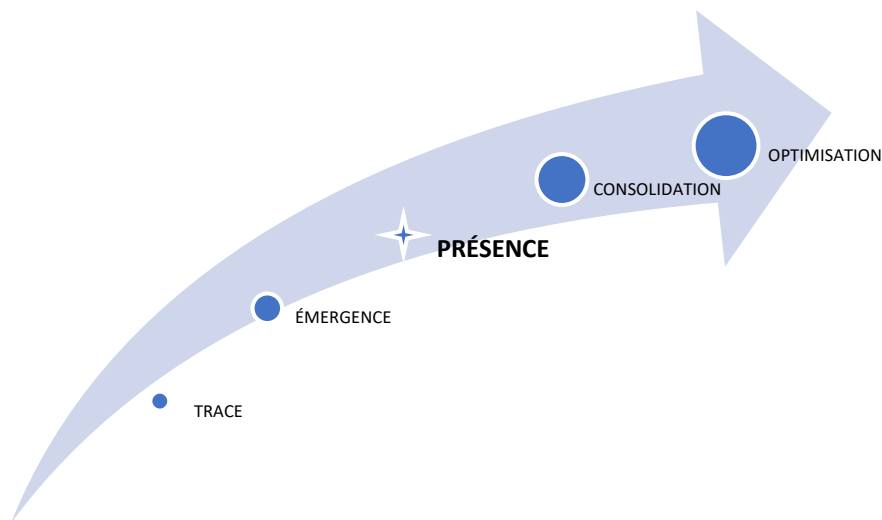 OPTIMISATION
CONSOLIDATION
PRÉSENCE
ÉMERGENCE
TRACE